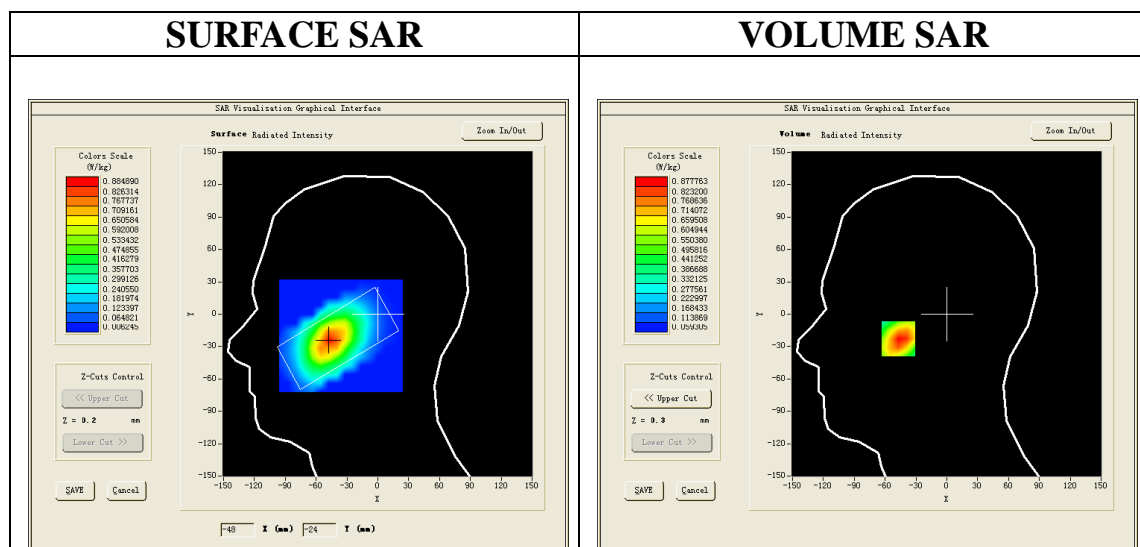 SURFACE SAR
VOLUME SAR
SAR Visualisation Graphical Interface
Surface Radiated Intensity
Zoom In/Out
Colors Scale
(W/kg)
0.884890
0.826314
0.767737
0.709161
0.650584
0.592008
0.533432
0.474855
0.416279
0.357703
0.299126
0.240550
0.181974
0.123397
0.064821
0.006245
Z-Cuts Control
<< Upper Cut
Z = 0.2 mm
Lower Cut >>
SAVE Cancel
150
120
90
60
30
0
-30
-60
-90
-120
-150
Y
-150 -120 -90 -60 -30 0 30 60 90 120 150
X
-48 X (mm) -24 Y (mm)
SAR Visualisation Graphical Interface
Volume Radiated Intensity
Zoom In/Out
Colors Scale
(W/kg)
0.877763
0.823200
0.768636
0.714072
0.659508
0.604944
0.550380
0.495816
0.441252
0.386688
0.332125
0.277561
0.222997
0.168433
0.113869
0.059305
Z-Cuts Control
<< Upper Cut
Z = 0.3 mm
Lower Cut >>
SAVE Cancel
150
120
90
60
30
0
-30
-60
-90
-120
-150
Y
-150 -120 -90 -60 -30 0 30 60 90 120 150
X